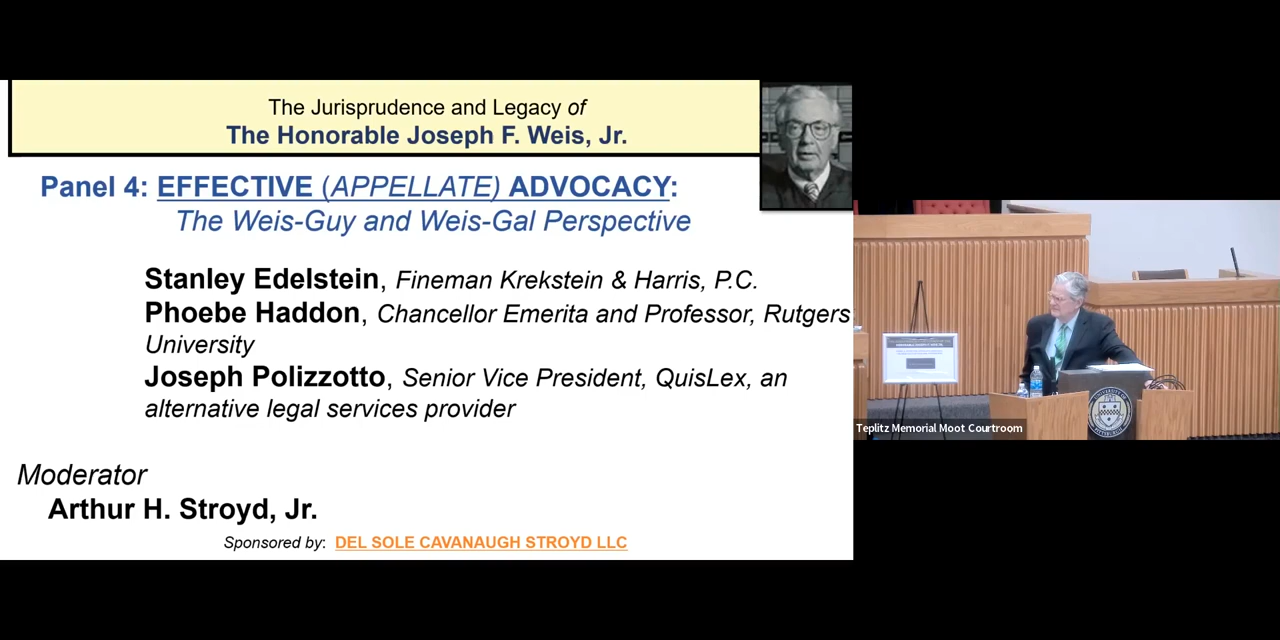 The Jurisprudence and Legacy of
The Honorable Joseph F. Weis, Jr.
Panel 4: EFFECTIVE (APPELLATE) ADVOCACY:
The Weis-Guy and Weis-Gal Perspective
Stanley Edelstein, Fineman Krekstein & Harris, P.C.
Phoebe Haddon, Chancellor Emerita and Professor, Rutgers
University
Joseph Polizzotto, Senior Vice President, QuisLex, an
alternative legal services provider
Moderator
Arthur H. Stroyd, Jr.
Sponsored by: DEL SOLE CAVANAUGH STROYD LLC
Teplitz Memorial Moot Courtroom